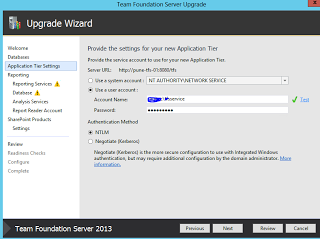 Team Foundation Server Upgrade
Upgrade Wizard
Welcome
Databases
Application Tier Settings
Reporting
Reporting Services
Database
Analysis Services
Report Reader Account
SharePoint Products
Settings
Review
Readiness Checks
Configure
Complete
Provide the settings for your new Application Tier
Provide the service account to use for your new Application Tier.
Server URL: http://pune-tfs-01:8080/tfs
Use a system account: NT AUTHORITY\NETWORK SERVICE
Use a user account:
Account Name: service Test
Password: •••••••••
Authentication Method
NTLM
Negotiate (Kerberos)
Negotiate (Kerberos) is the more secure configuration to use with Integrated Windows
authentication, but may require additional configuration by the domain administrator. More
information.
Team Foundation Server 2013
Previous Next Review Cancel